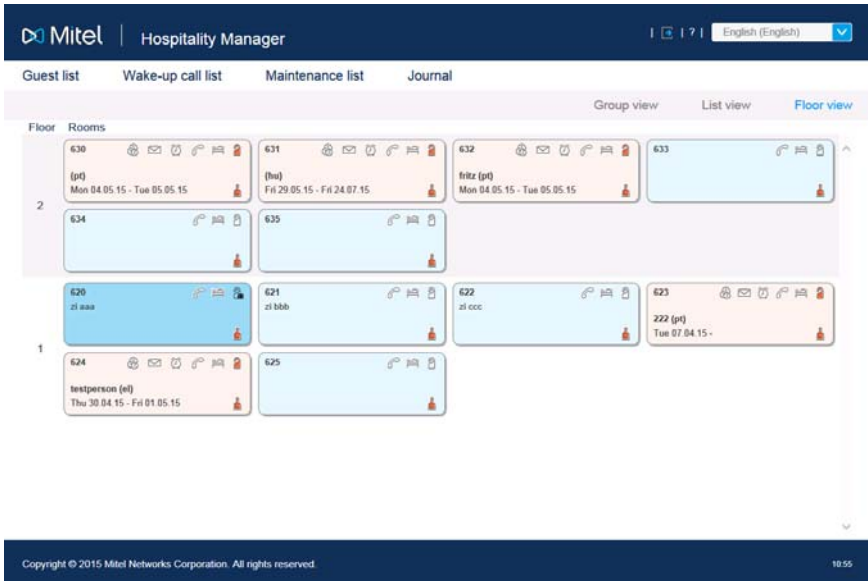 Mitel | Hospitality Manager
| ? | English (English)
Guest list Wake-up call list Maintenance list Journal
Group view List view Floor view
Floor Rooms
630 631 632 633
(pt) (hu) fritz (pt)
Mon 04.05.15 - Tue 05.05.15 Fri 29.05.15 - Fri 24.07.15 Mon 04.05.15 - Tue 05.05.15
2
634 635
620 621 622 623
zi aaa zi bbb zi ccc
222 (pt)
Tue 07.04.15 -
1
624 625
testperson (el)
Thu 30.04.15 - Fri 01.05.15
Copyright © 2015 Mitel Networks Corporation. All rights reserved. 10:55